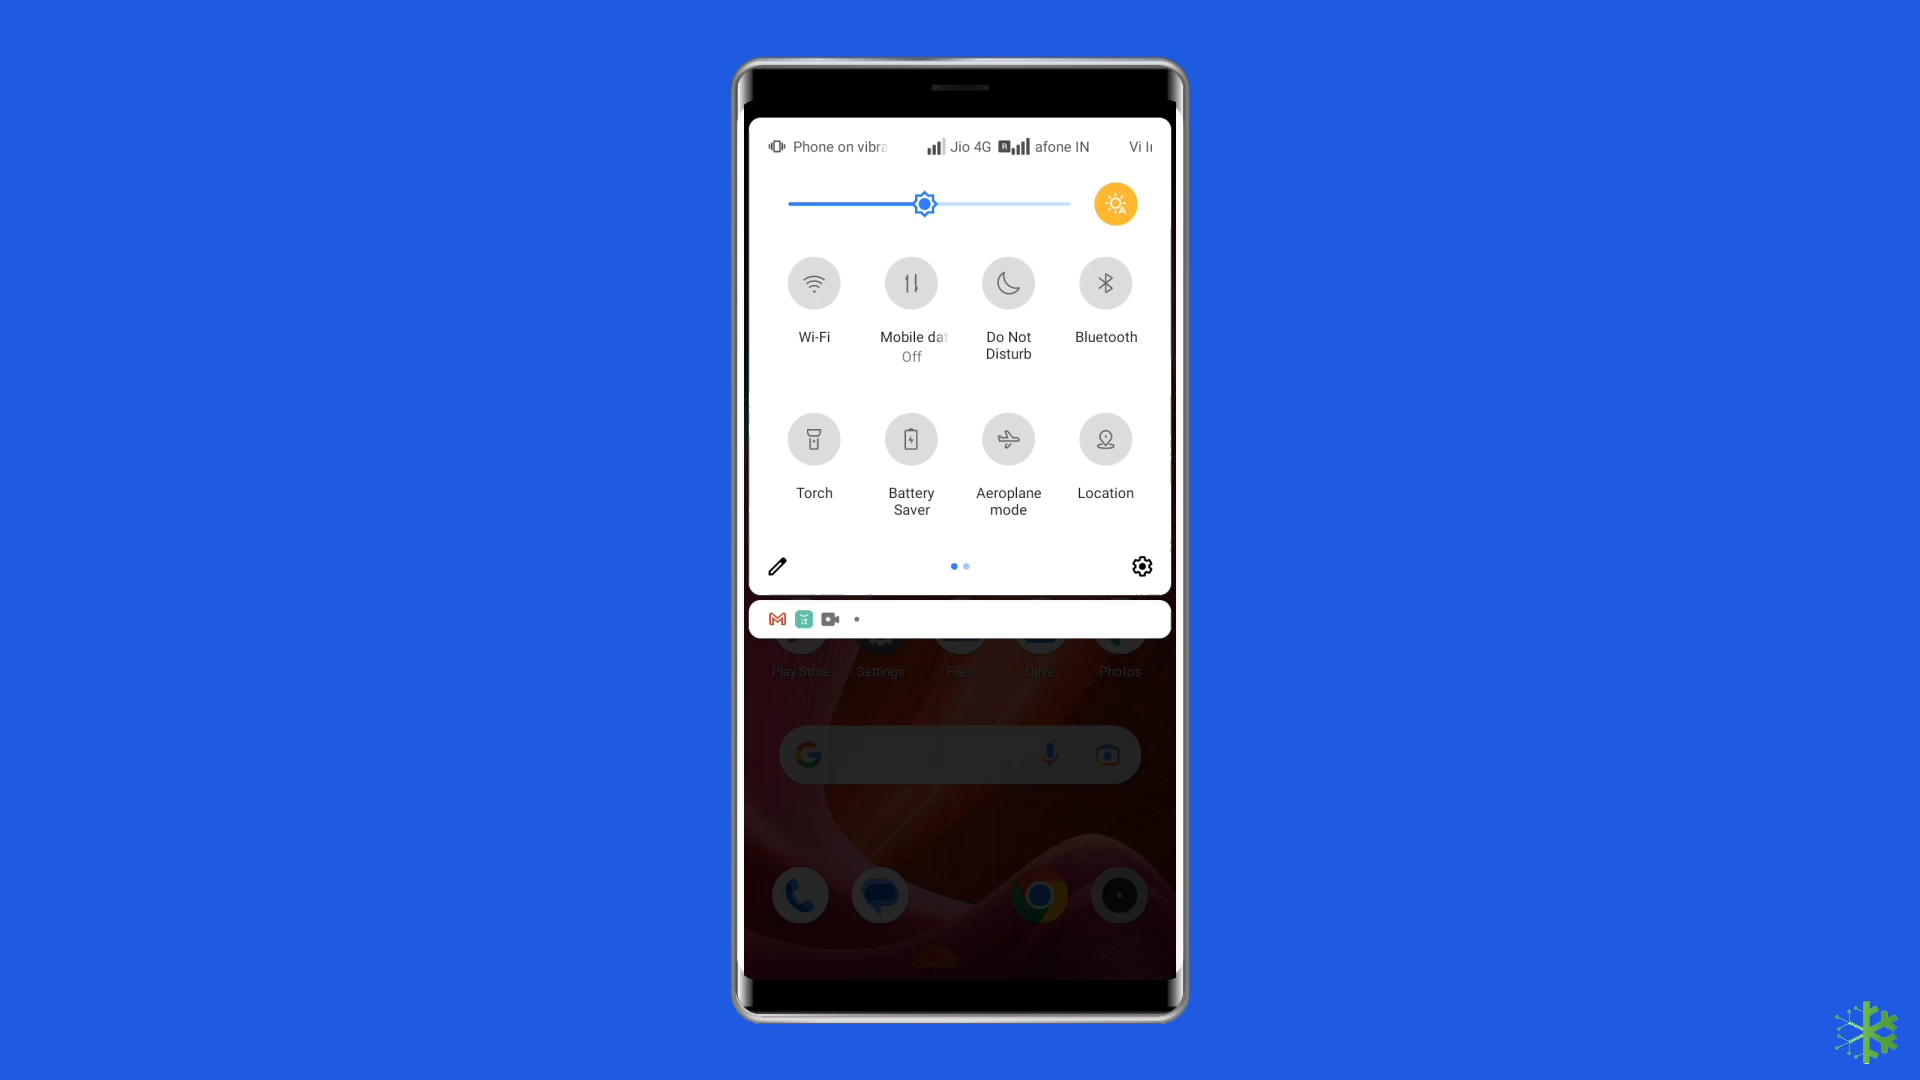 Phone on vibra Jio 4G R afone IN Vi I
Wi-Fi Mobile dat Do Not Disturb Bluetooth
Off
Torch Battery Saver Aeroplane mode Location
Play Store Settings Files Drive Photos